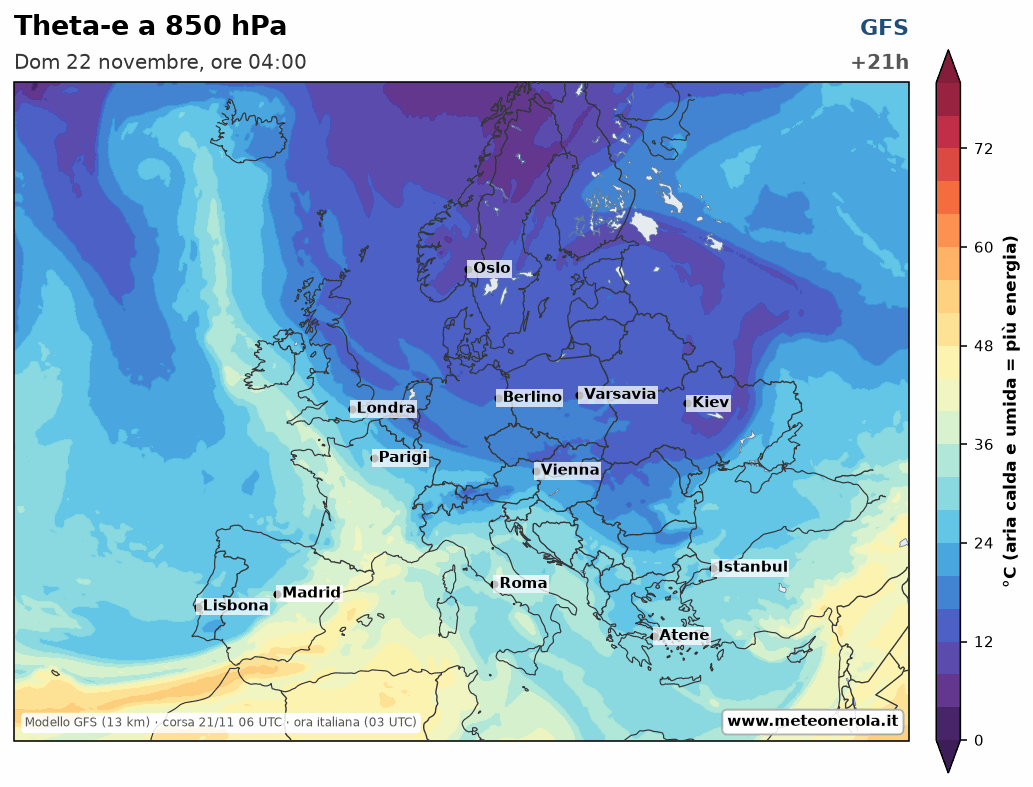 Theta-e a 850 hPa
GFS
Dom 22 novembre, ore 04:00
+21h
72
60
48
36
24
12
0
°C (aria calda e umida = più energia)
Oslo
Berlino
Varsavia
Kiev
Londra
Parigi
Vienna
Istanbul
Roma
Madrid
Lisbona
Atene
Modello GFS (13 km) · corsa 21/11 06 UTC · ora italiana (03 UTC)
www.meteonerola.it